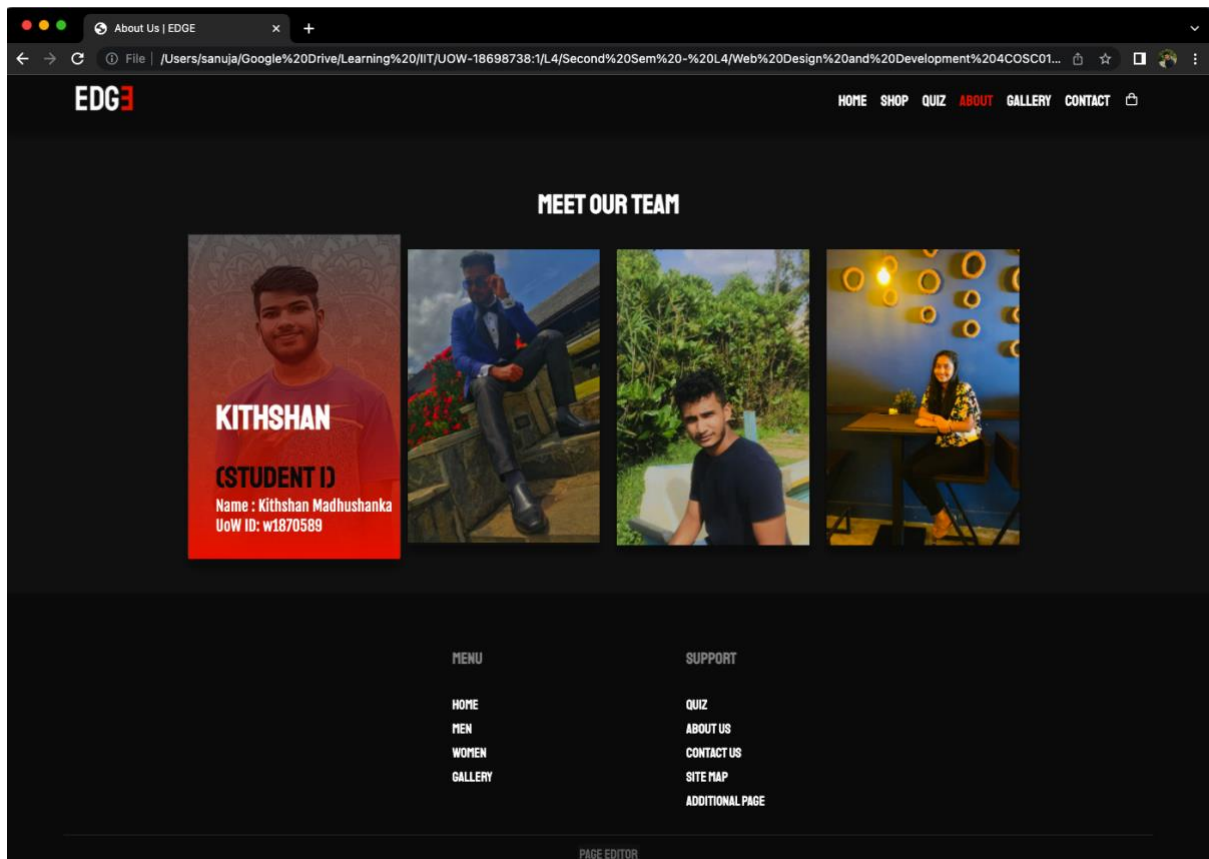 About Us | EDGE
File | /Users/sanuja/Google%20Drive/Learning%20/IIT/UOW-18698738:1/L4/Second%20Sem%20-%20L4/Web%20Design%20and%20Development%204COSC01...
EDGE
HOME SHOP QUIZ ABOUT GALLERY CONTACT
MEET OUR TEAM
KITHSHAN
(STUDENT 1)
Name : Kithshan Madhushanka
UoW ID: w1870589
MENU
HOME
MEN
WOMEN
GALLERY
SUPPORT
QUIZ
ABOUT US
CONTACT US
SITE MAP
ADDITIONAL PAGE
PAGE EDITOR